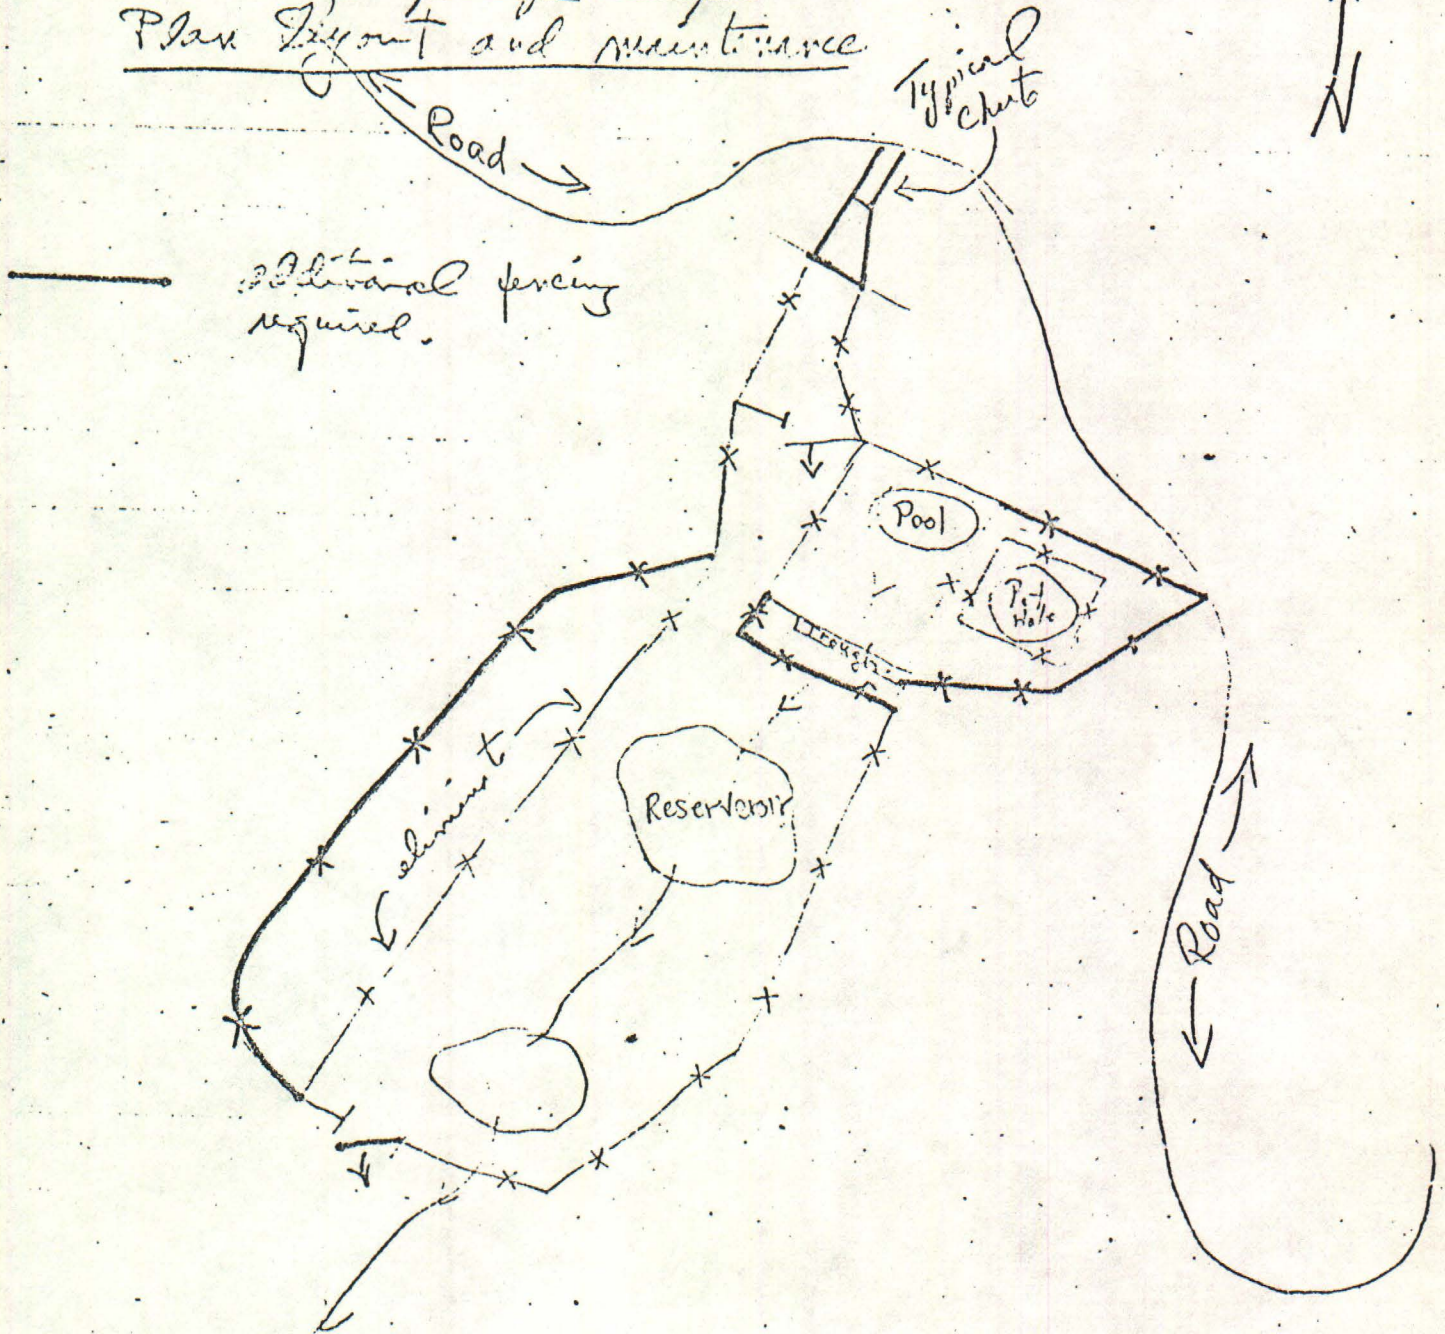 Plan Layout and maintenance
Typical
chute
N
Road
additional fencing
required.
Pool
Pot
Hole
Trough
eliminate
Reservoir
Road